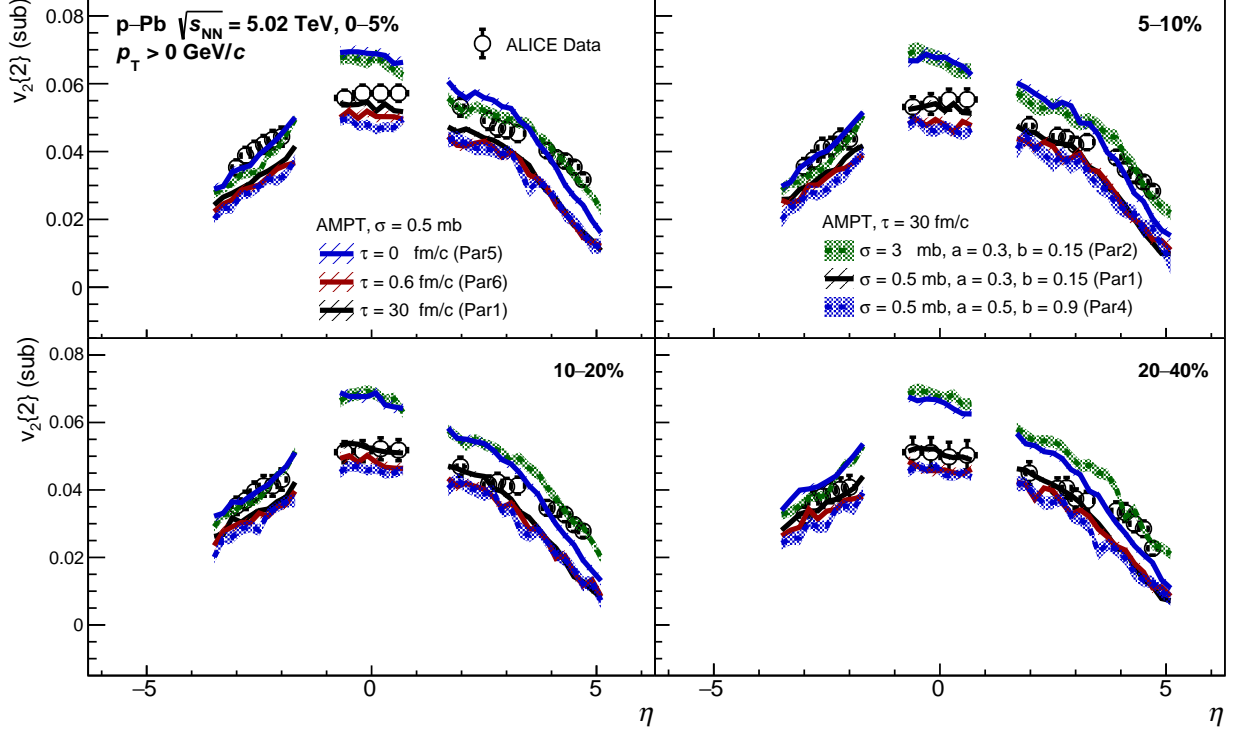 p–Pb √s_NN = 5.02 TeV, 0–5%
p_T > 0 GeV/c
ALICE Data
5–10%
v₂{2} (sub)
0.08
0.06
0.04
0.02
0
AMPT, σ = 0.5 mb
τ = 0 fm/c (Par5)
τ = 0.6 fm/c (Par6)
τ = 30 fm/c (Par1)
AMPT, τ = 30 fm/c
σ = 3 mb, a = 0.3, b = 0.15 (Par2)
σ = 0.5 mb, a = 0.3, b = 0.15 (Par1)
σ = 0.5 mb, a = 0.5, b = 0.9 (Par4)
10–20%
20–40%
v₂{2} (sub)
0.08
0.06
0.04
0.02
0
−5 0 5
−5 0 5
η
η